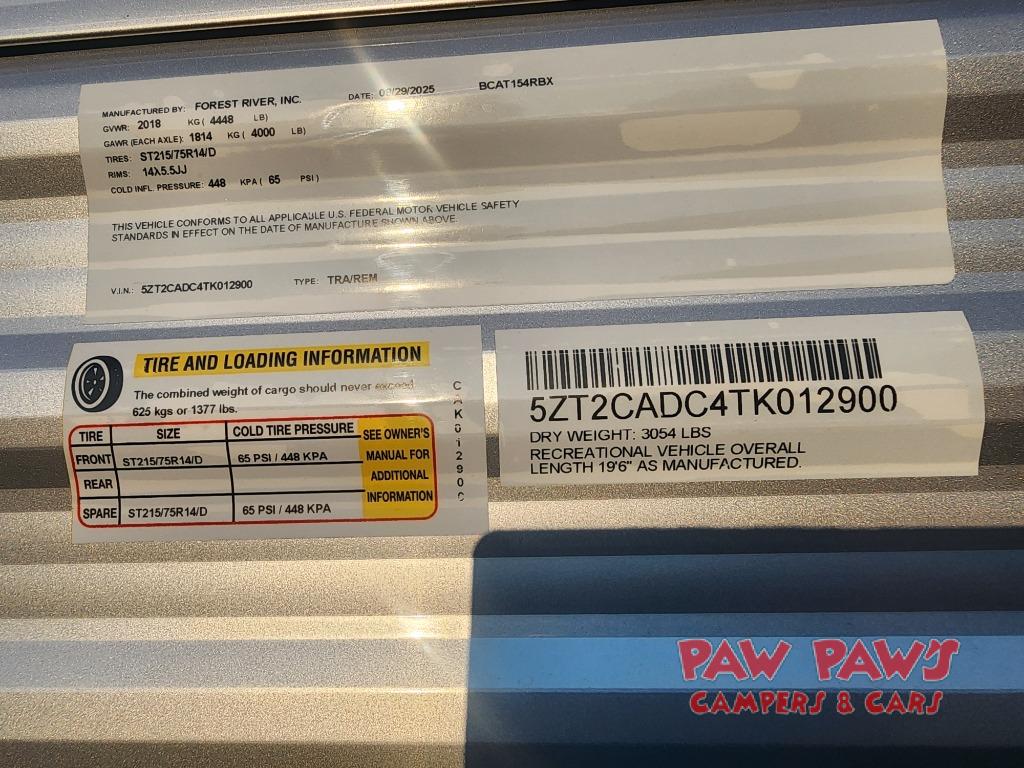 MANUFACTURED BY: FOREST RIVER, INC. DATE: 09/29/2025 BCAT154RBX
GVWR: 2018 KG ( 4448 LB)
GAWR (EACH AXLE): 1814 KG ( 4000 LB)
TIRES: ST215/75R14/D
RIMS: 14X5.5JJ
COLD INFL. PRESSURE: 448 KPA ( 65 PSI )
THIS VEHICLE CONFORMS TO ALL APPLICABLE U.S. FEDERAL MOTOR VEHICLE SAFETY
STANDARDS IN EFFECT ON THE DATE OF MANUFACTURE SHOWN ABOVE.
V.I.N.: 5ZT2CADC4TK012900 TYPE: TRA/REM
TIRE AND LOADING INFORMATION
The combined weight of cargo should never exceed
625 kgs or 1377 lbs.
TIRE SIZE COLD TIRE PRESSURE SEE OWNER'S
FRONT ST215/75R14/D 65 PSI / 448 KPA MANUAL FOR
REAR ADDITIONAL
SPARE ST215/75R14/D 65 PSI / 448 KPA INFORMATION
5ZT2CADC4TK012900
DRY WEIGHT: 3054 LBS
RECREATIONAL VEHICLE OVERALL
LENGTH 19'6" AS MANUFACTURED.
PAW PAW'S
CAMPERS & CARS